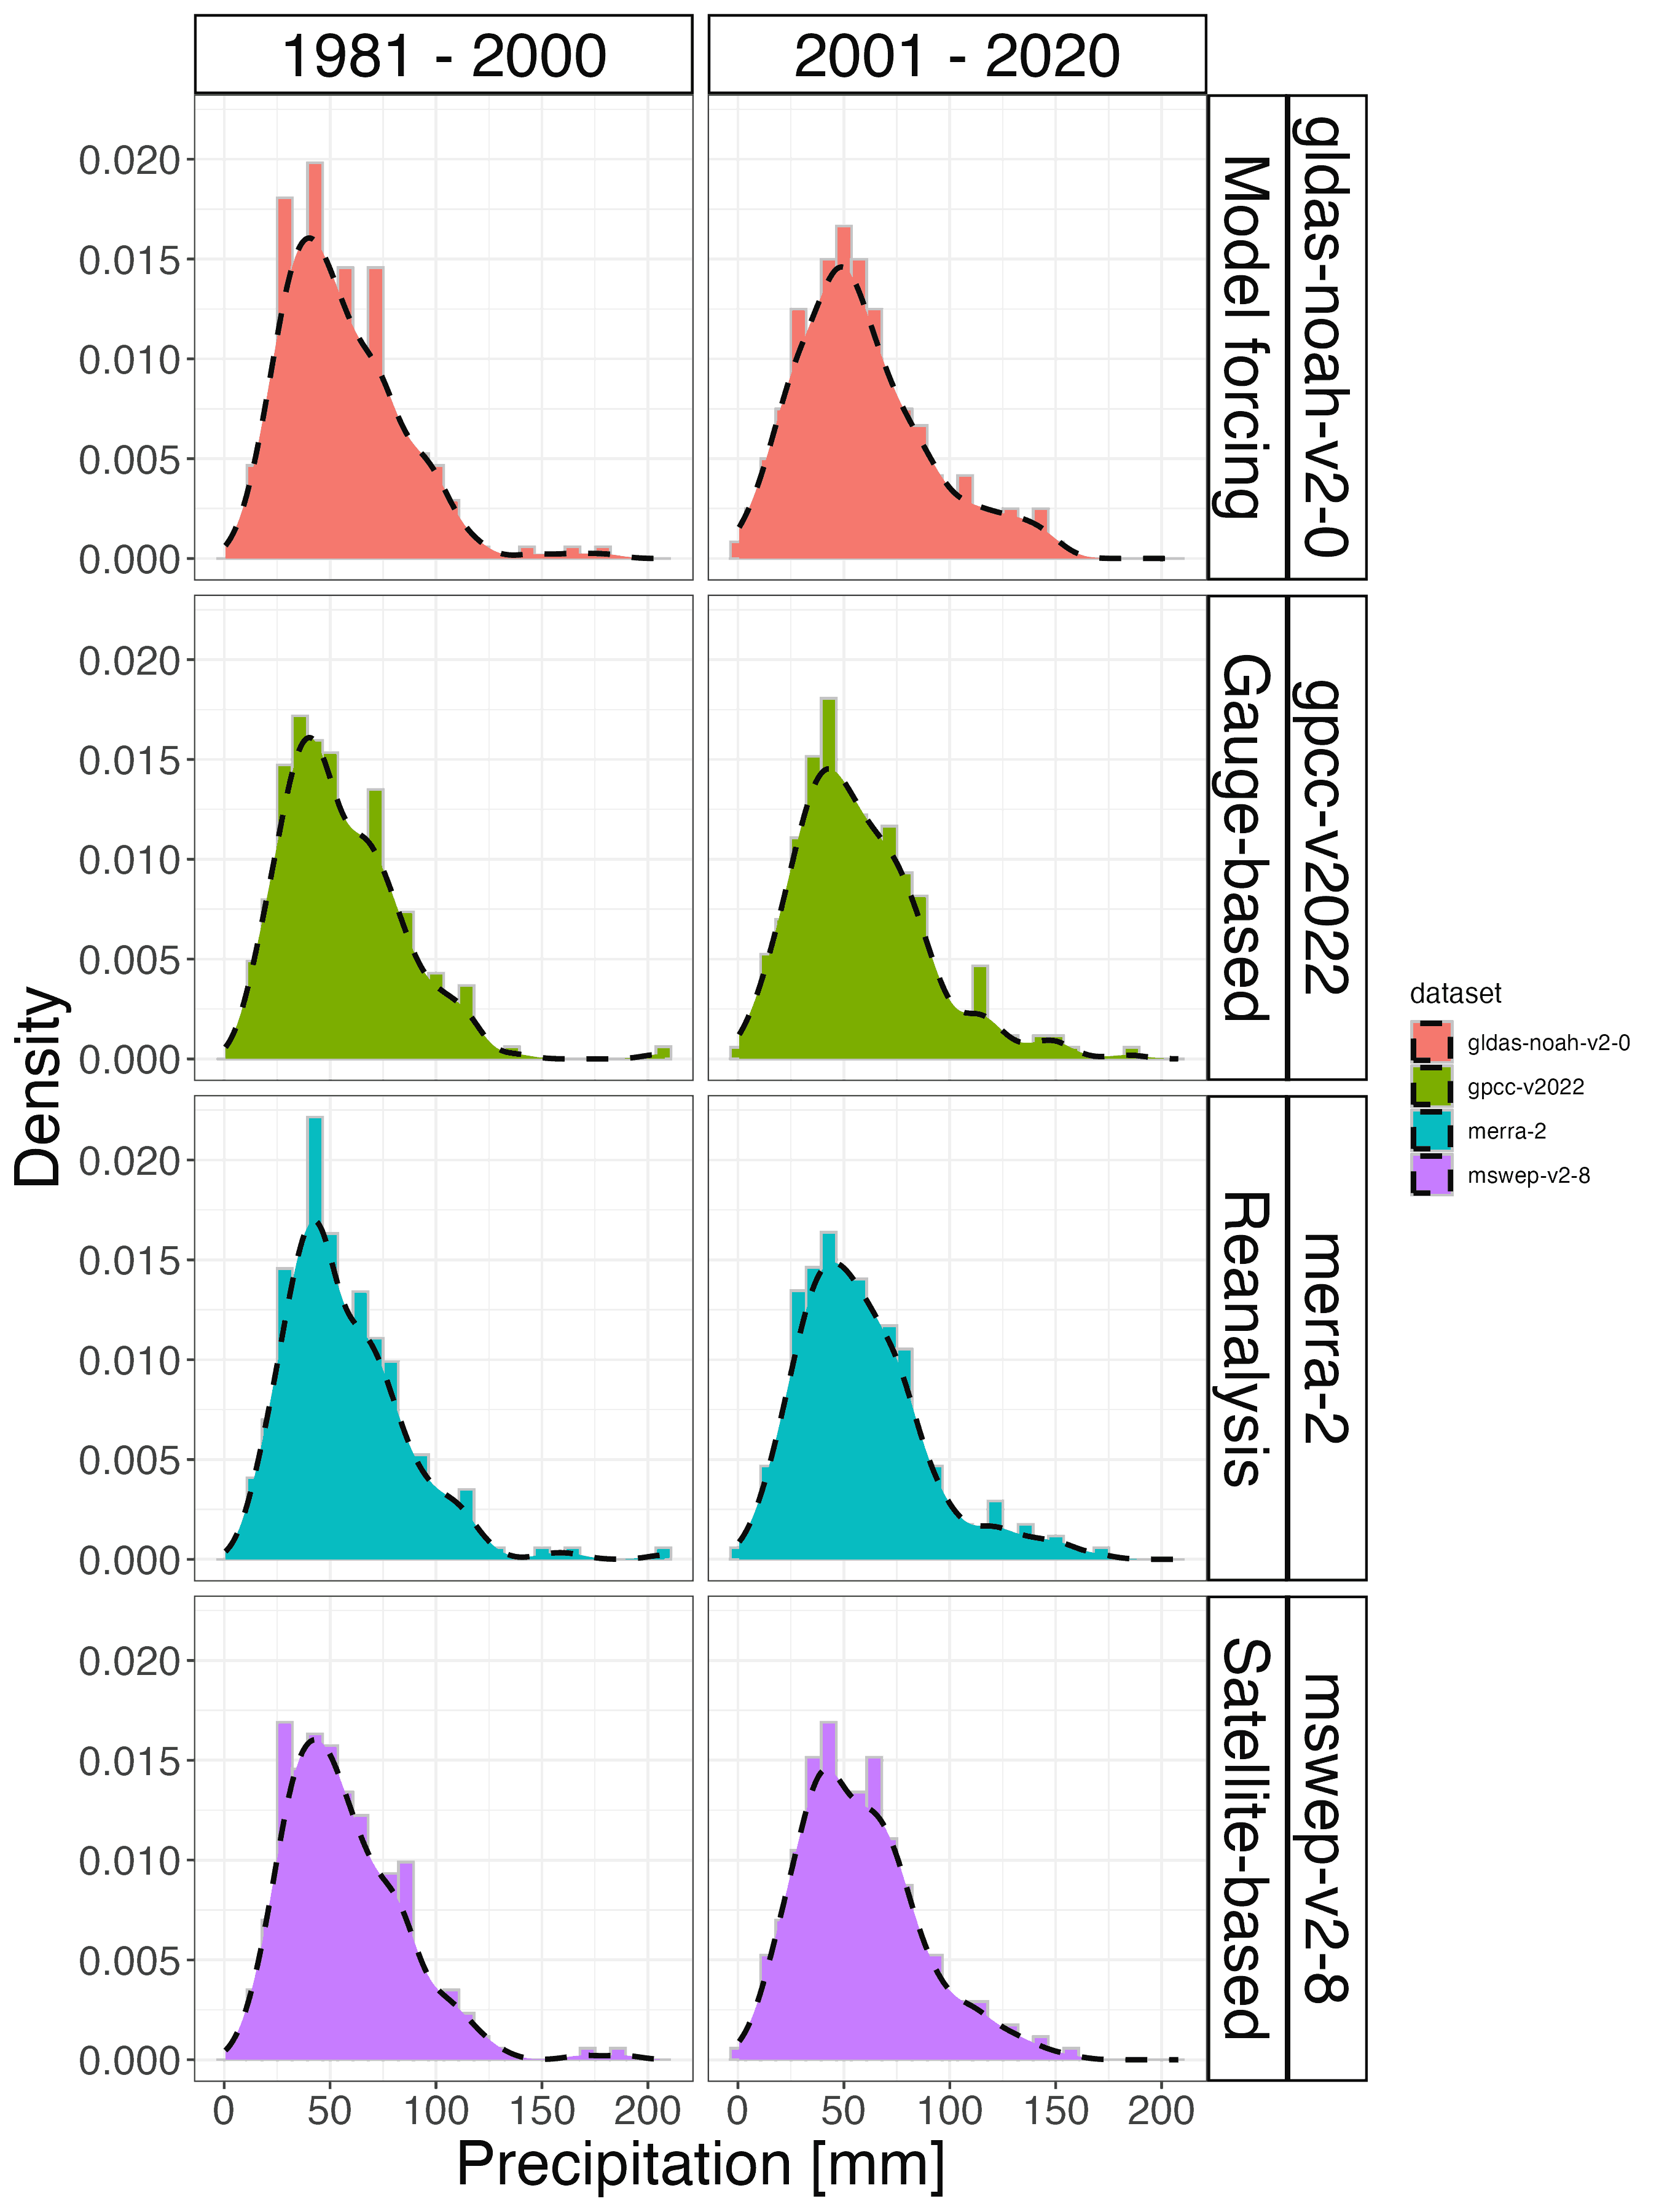 1981 - 2000
2001 - 2020
0.020
0.015
0.010
0.005
0.000
Model forcing
gldas-noah-v2-0
0.020
0.015
0.010
0.005
0.000
Gauge-based
gpcc-v2022
Density
0.020
0.015
0.010
0.005
0.000
Reanalysis
merra-2
0.020
0.015
0.010
0.005
0.000
Satellite-based
mswep-v2-8
0 50 100 150 200
0 50 100 150 200
Precipitation [mm]
dataset
gldas-noah-v2-0
gpcc-v2022
merra-2
mswep-v2-8